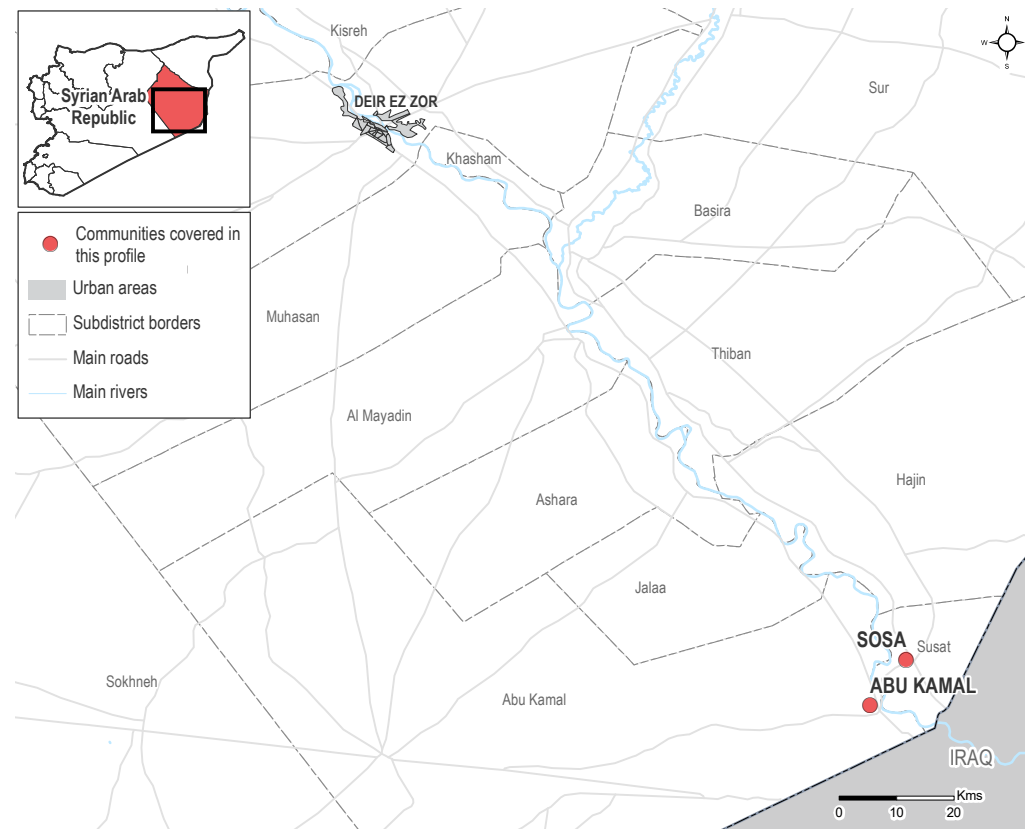 Kisreh
N
W
E
S
Syrian Arab
Republic
DEIR EZ ZOR
Sur
Khasham
Basira
Communities covered in
this profile
Urban areas
Subdistrict borders
Main roads
Main rivers
Muhasan
Thiban
Al Mayadin
Hajin
Ashara
Jalaa
SOSA
Susat
Sokhneh
ABU KAMAL
Abu Kamal
IRAQ
Kms
0 10 20